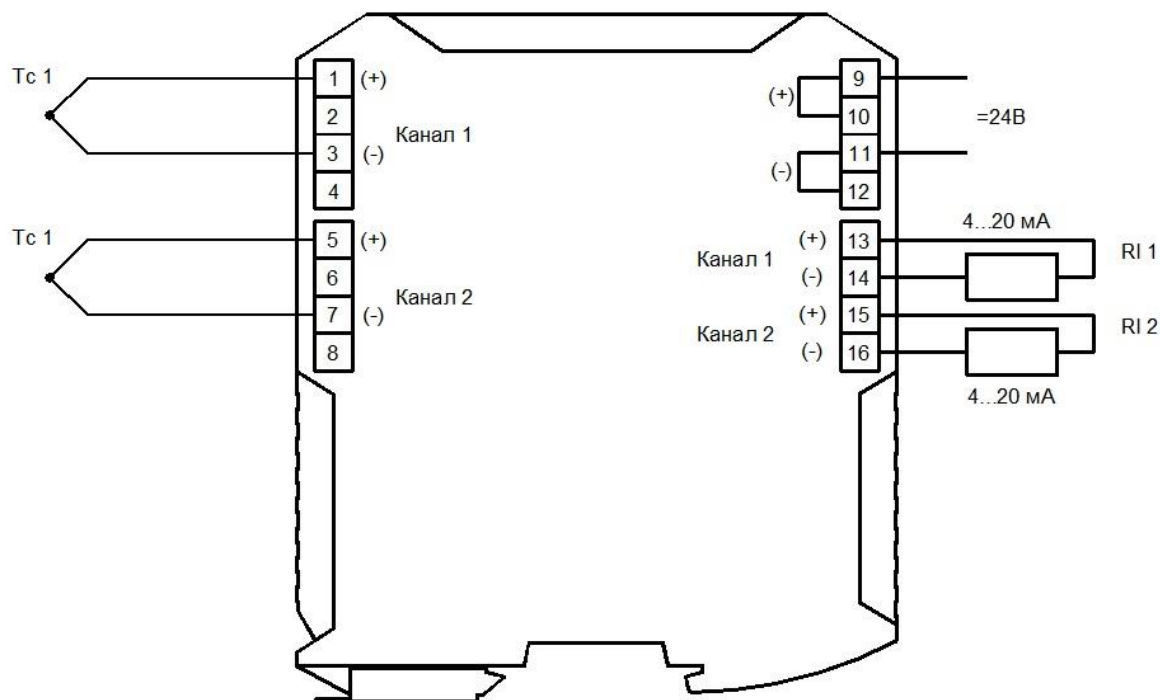 Tc 1
1 (+)
2
Канал 1
3 (-)
4
Tc 1
5 (+)
6
Канал 2
7 (-)
8
9
(+)
10
=24В
11
(-)
12
4...20 мА
(+) 13
Канал 1
RI 1
(-) 14
(+) 15
Канал 2
RI 2
(-) 16
4...20 мА